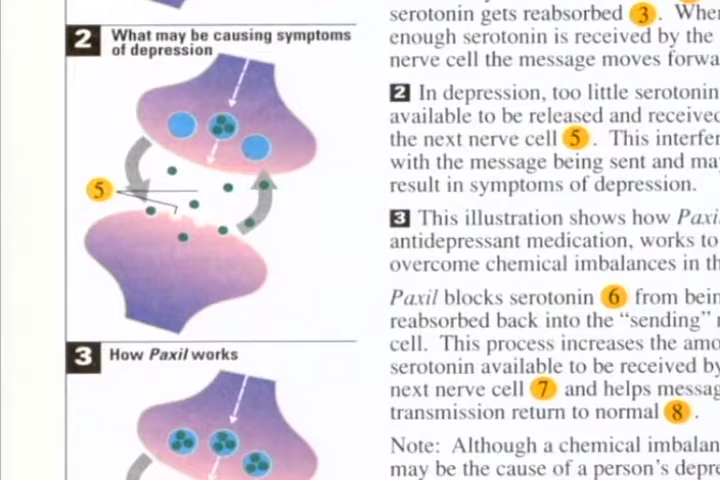 2 What may be causing symptoms
of depression
5
3 How Paxil works
serotonin gets reabsorbed 3. Whe
enough serotonin is received by the
nerve cell the message moves forwa
2 In depression, too little serotonin
available to be released and received
the next nerve cell 5. This interfer
with the message being sent and may
result in symptoms of depression.
3 This illustration shows how Paxi
antidepressant medication, works to
overcome chemical imbalances in th
Paxil blocks serotonin 6 from bein
reabsorbed back into the “sending”
cell. This process increases the amo
serotonin available to be received by
next nerve cell 7 and helps messag
transmission return to normal 8.
Note: Although a chemical imbalan
may be the cause of a person’s depre